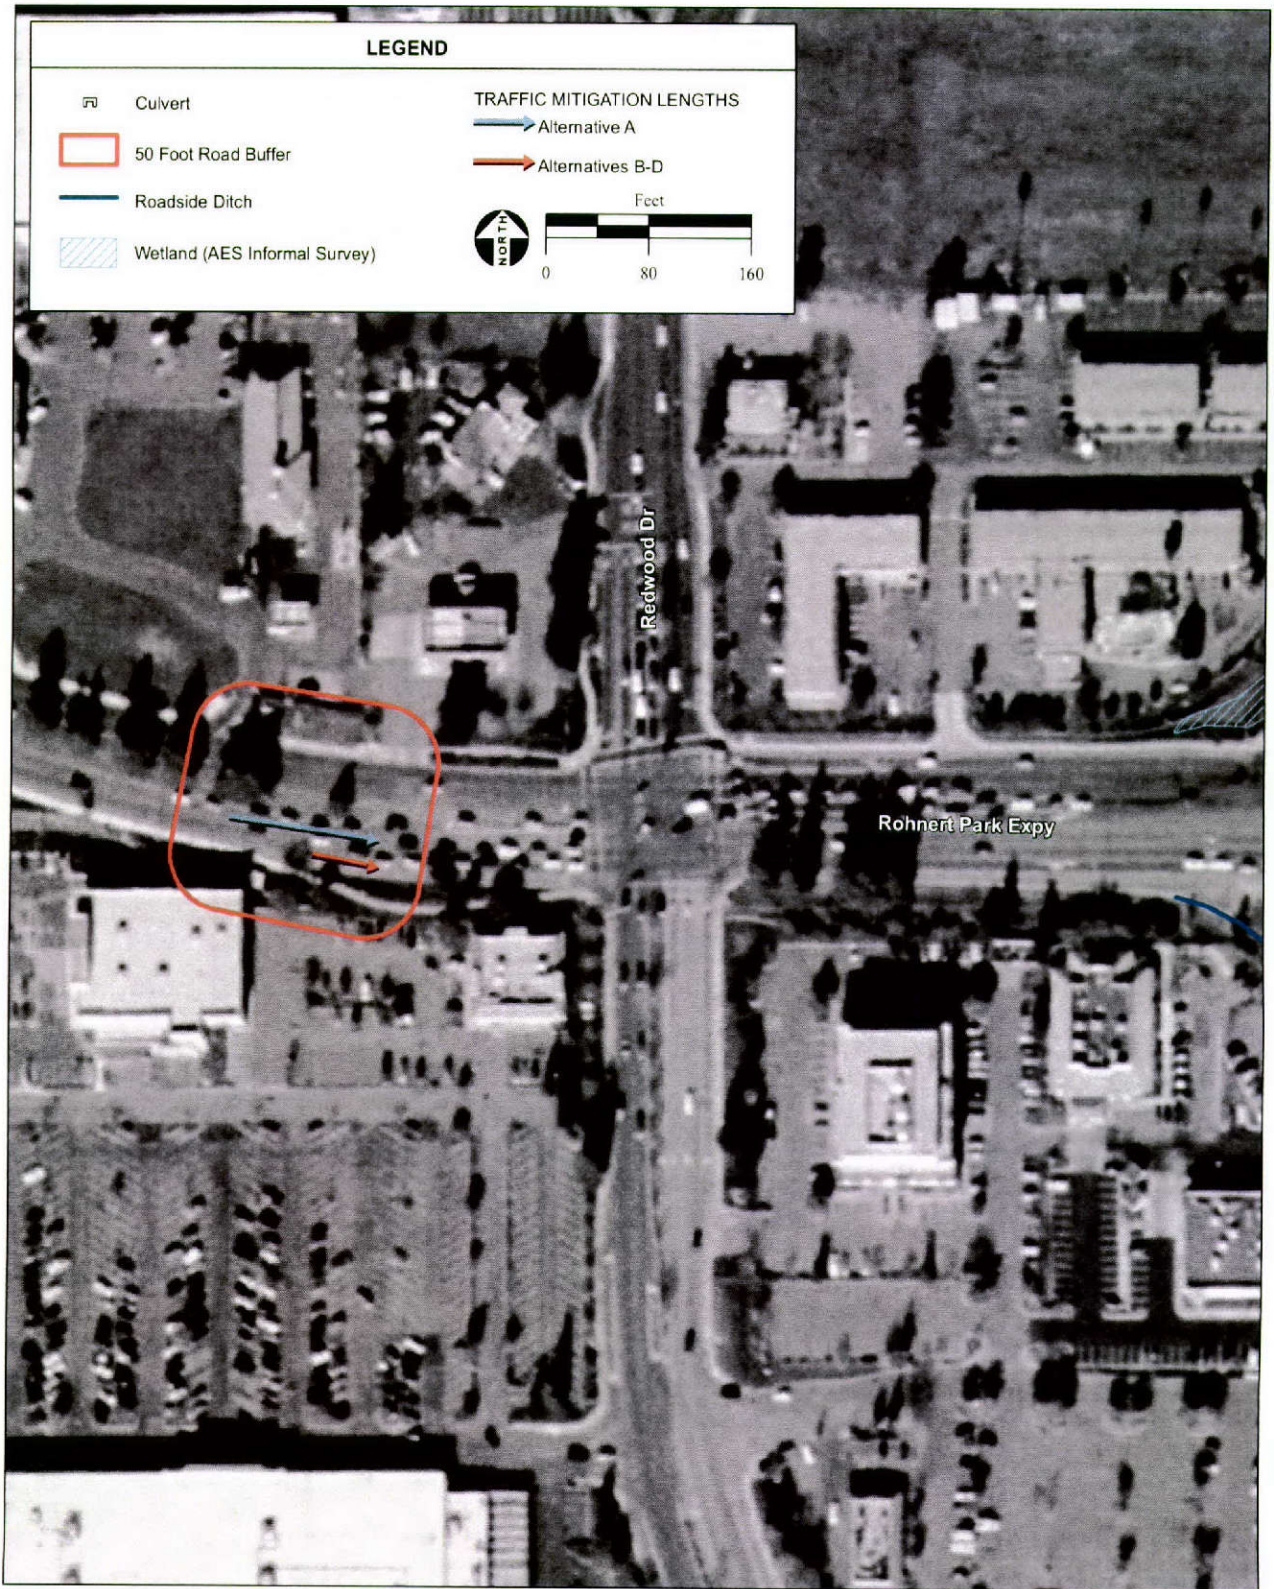 LEGEND
Culvert
50 Foot Road Buffer
Roadside Ditch
Wetland (AES Informal Survey)
TRAFFIC MITIGATION LENGTHS
Alternative A
Alternatives B-D
Feet
NORTH
0 80 160
Redwood Dr
Rohnert Park Expy